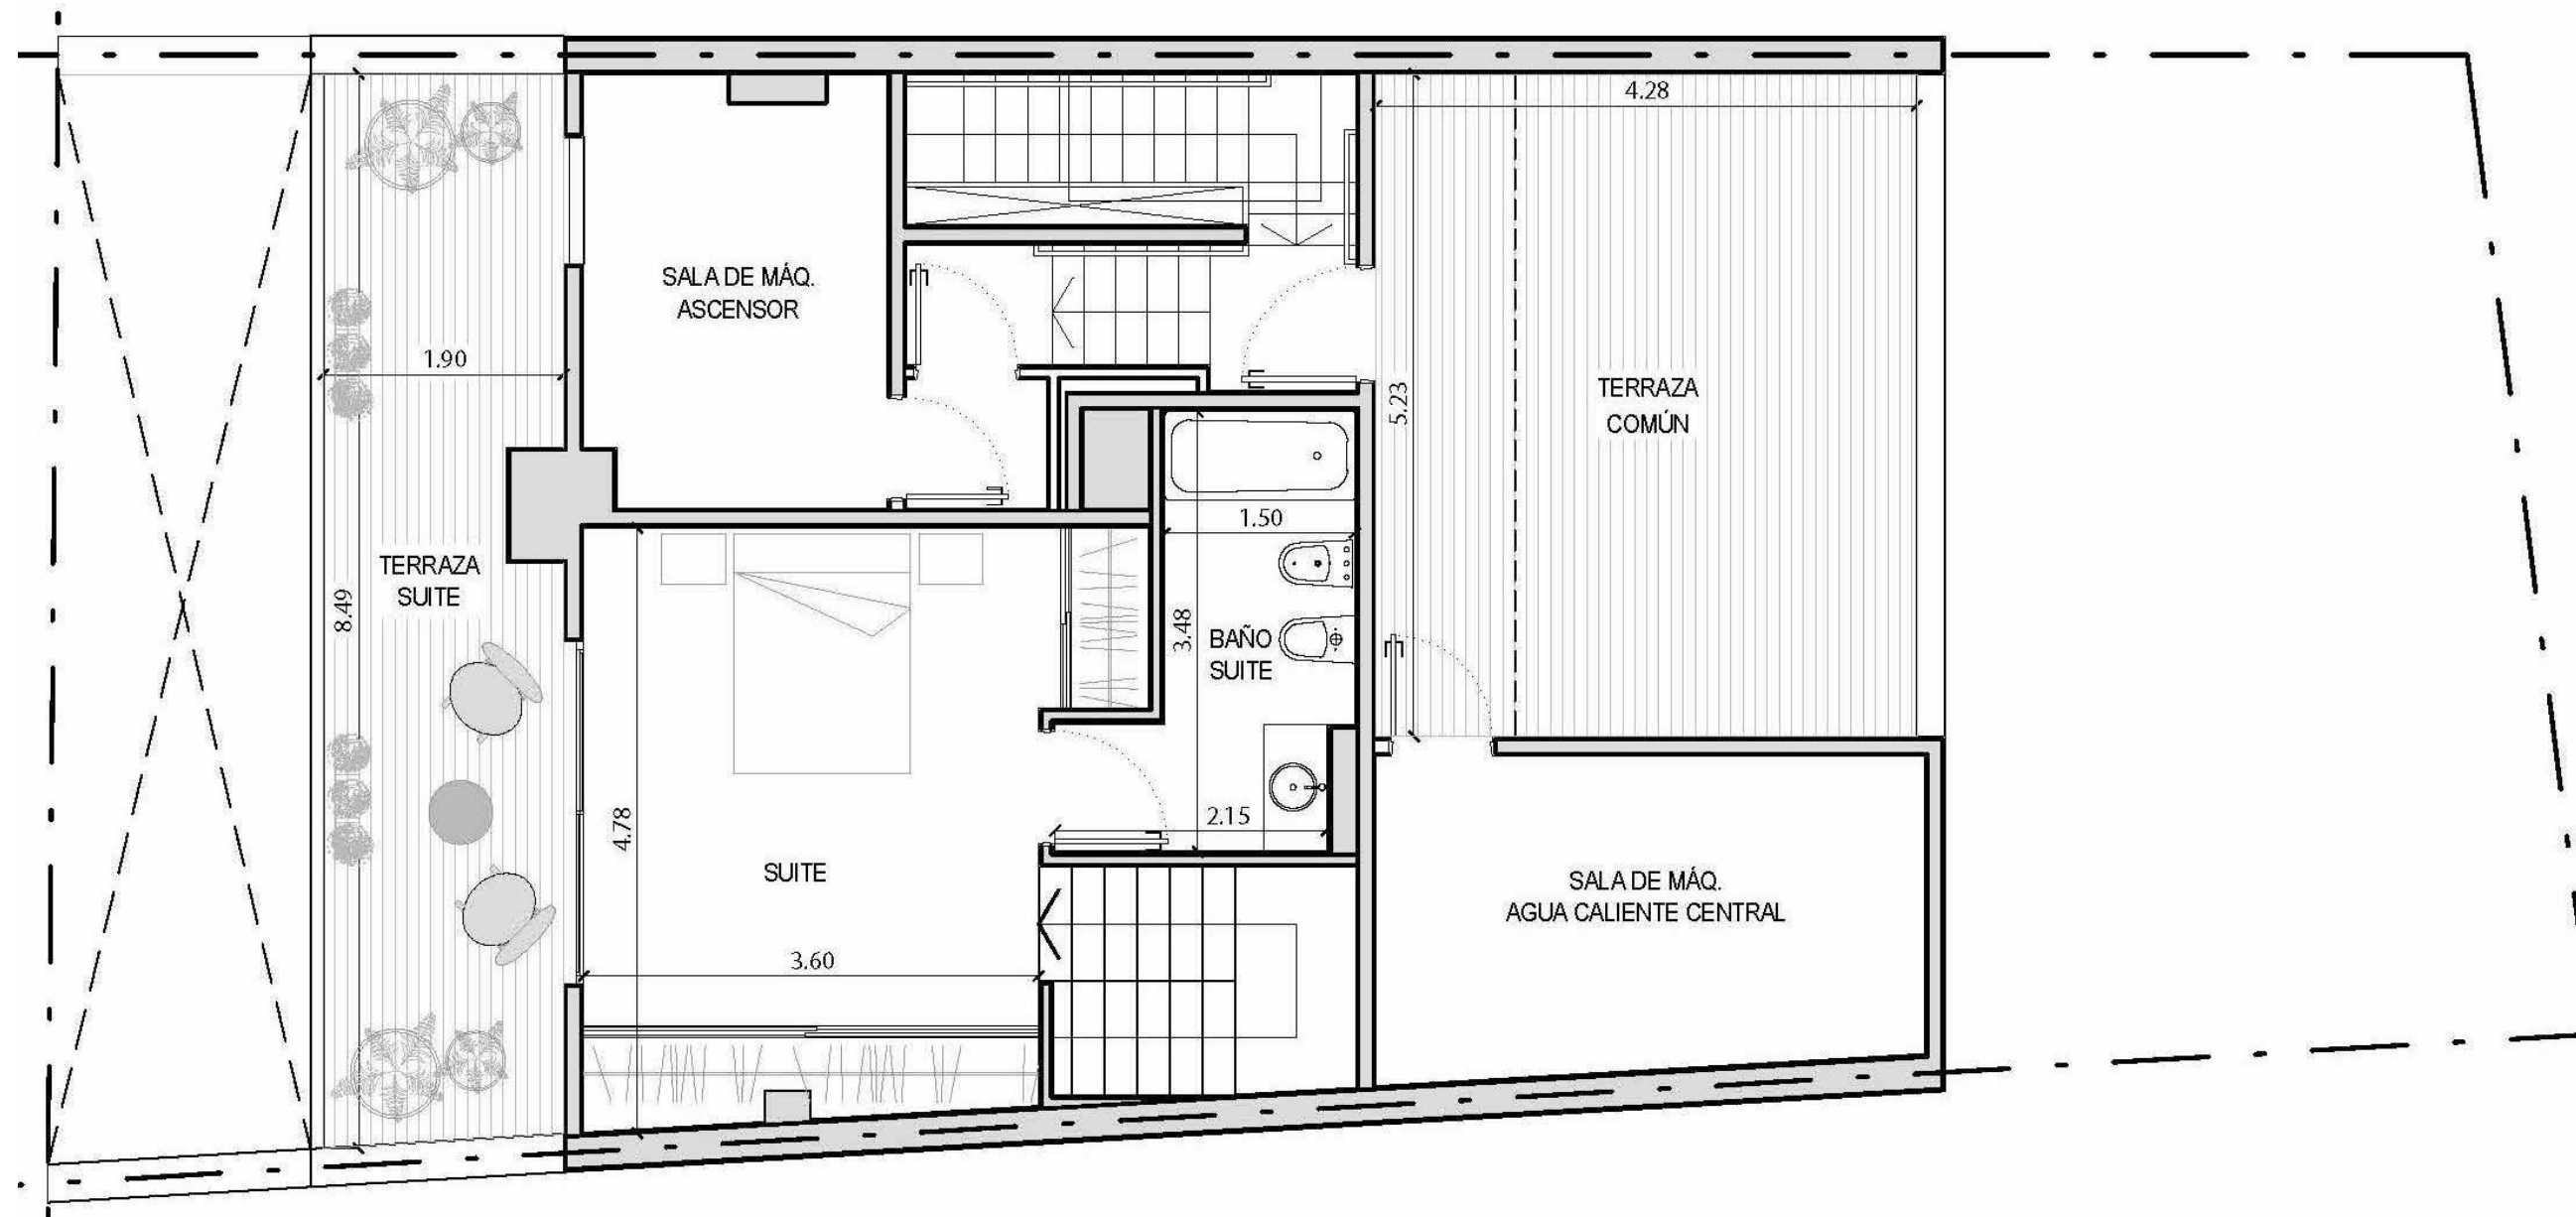 4.28
SALA DE MÁQ.
ASCENSOR
1.90
5.23
TERRAZA
COMÚN
1.50
TERRAZA
SUITE
8.49
3.48
BAÑO
SUITE
2.15
4.78
SUITE
SALA DE MÁQ.
AGUA CALIENTE CENTRAL
3.60